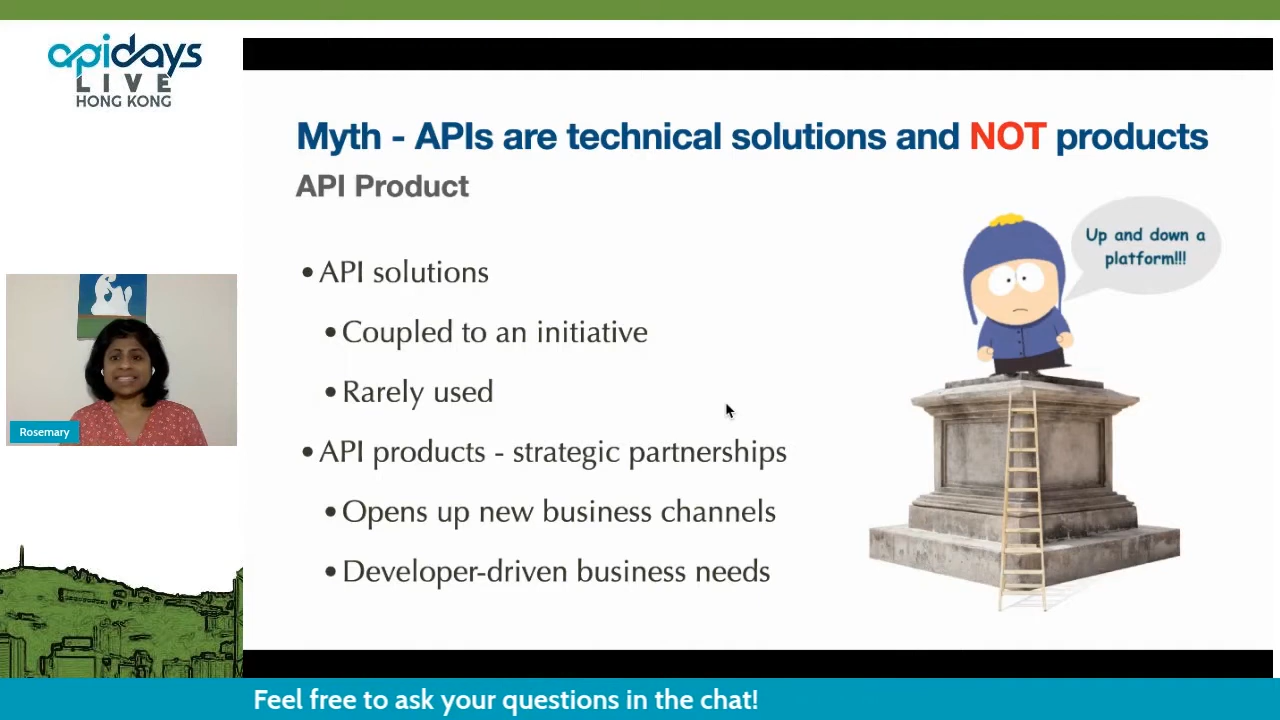 apidays
LIVE
HONG KONG
Myth - APIs are technical solutions and NOT products
API Product
Up and down a
platform!!!
•API solutions
•Coupled to an initiative
•Rarely used
•API products - strategic partnerships
•Opens up new business channels
•Developer-driven business needs
Rosemary
Feel free to ask your questions in the chat!